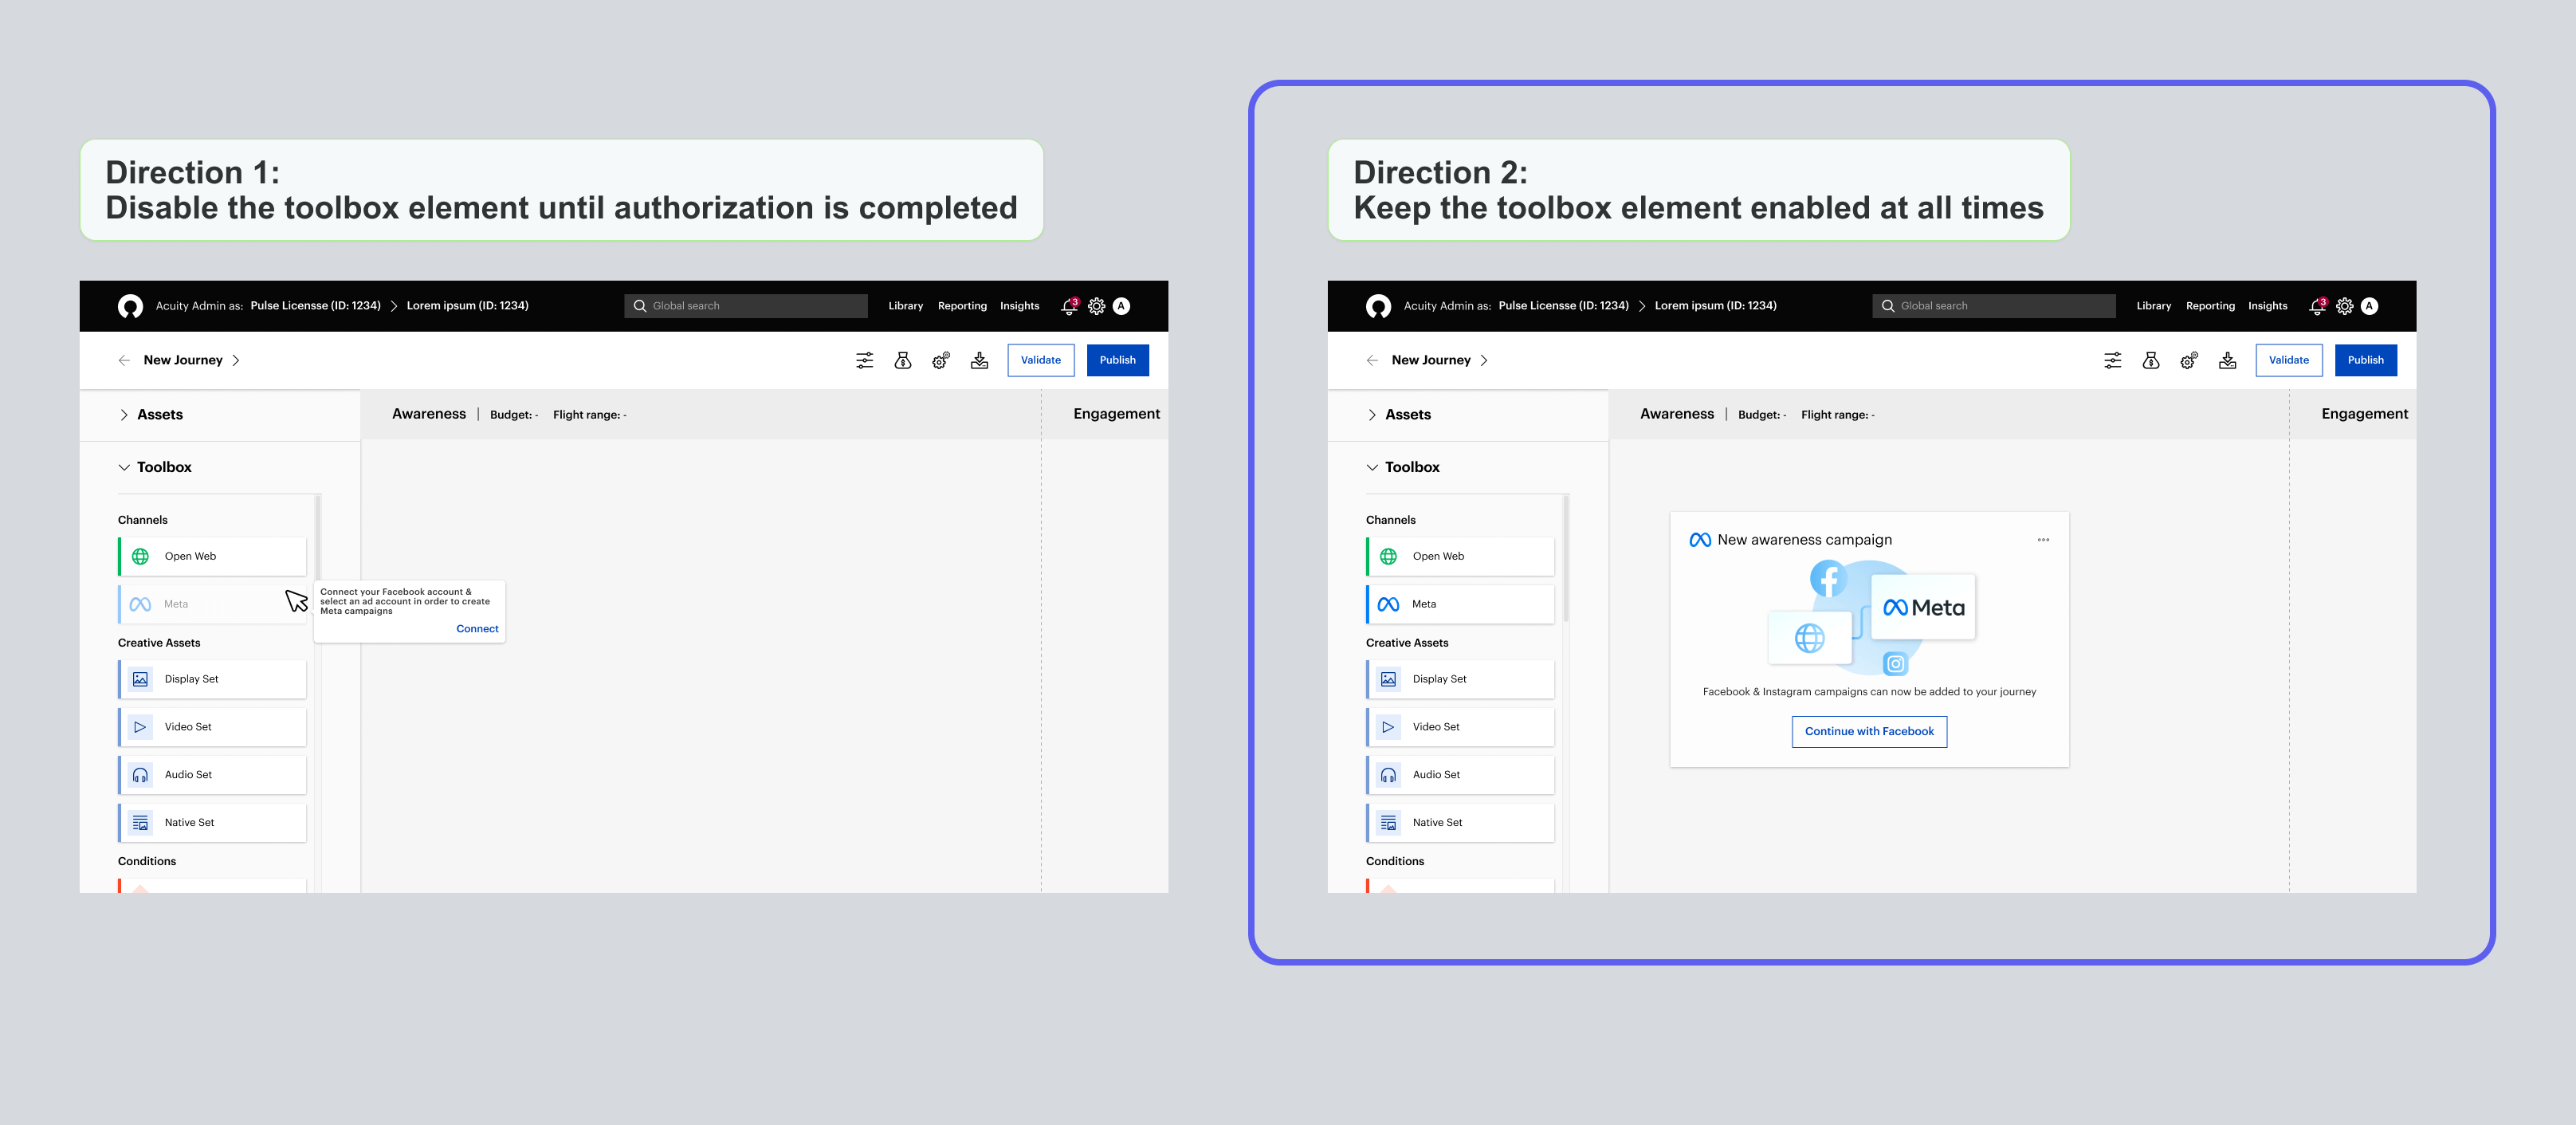 Direction 1:
Disable the toolbox element until authorization is completed
Acuity Admin as: Pulse Licensse (ID: 1234) Lorem ipsum (ID: 1234)
Global search
Library Reporting Insights
3
A
New Journey
Validate
Publish
Assets
Awareness | Budget: - Flight range: -
Engagement
Toolbox
Channels
Open Web
Meta
Connect your Facebook account &
select an ad account in order to create
Meta campaigns
Connect
Creative Assets
Display Set
Video Set
Audio Set
Native Set
Conditions
Direction 2:
Keep the toolbox element enabled at all times
Acuity Admin as: Pulse Licensse (ID: 1234) Lorem ipsum (ID: 1234)
Global search
Library Reporting Insights
3
A
New Journey
Validate
Publish
Assets
Awareness | Budget: - Flight range: -
Engagement
Toolbox
Channels
Open Web
Meta
Creative Assets
Display Set
Video Set
Audio Set
Native Set
Conditions
New awareness campaign
Meta
Facebook & Instagram campaigns can now be added to your journey
Continue with Facebook